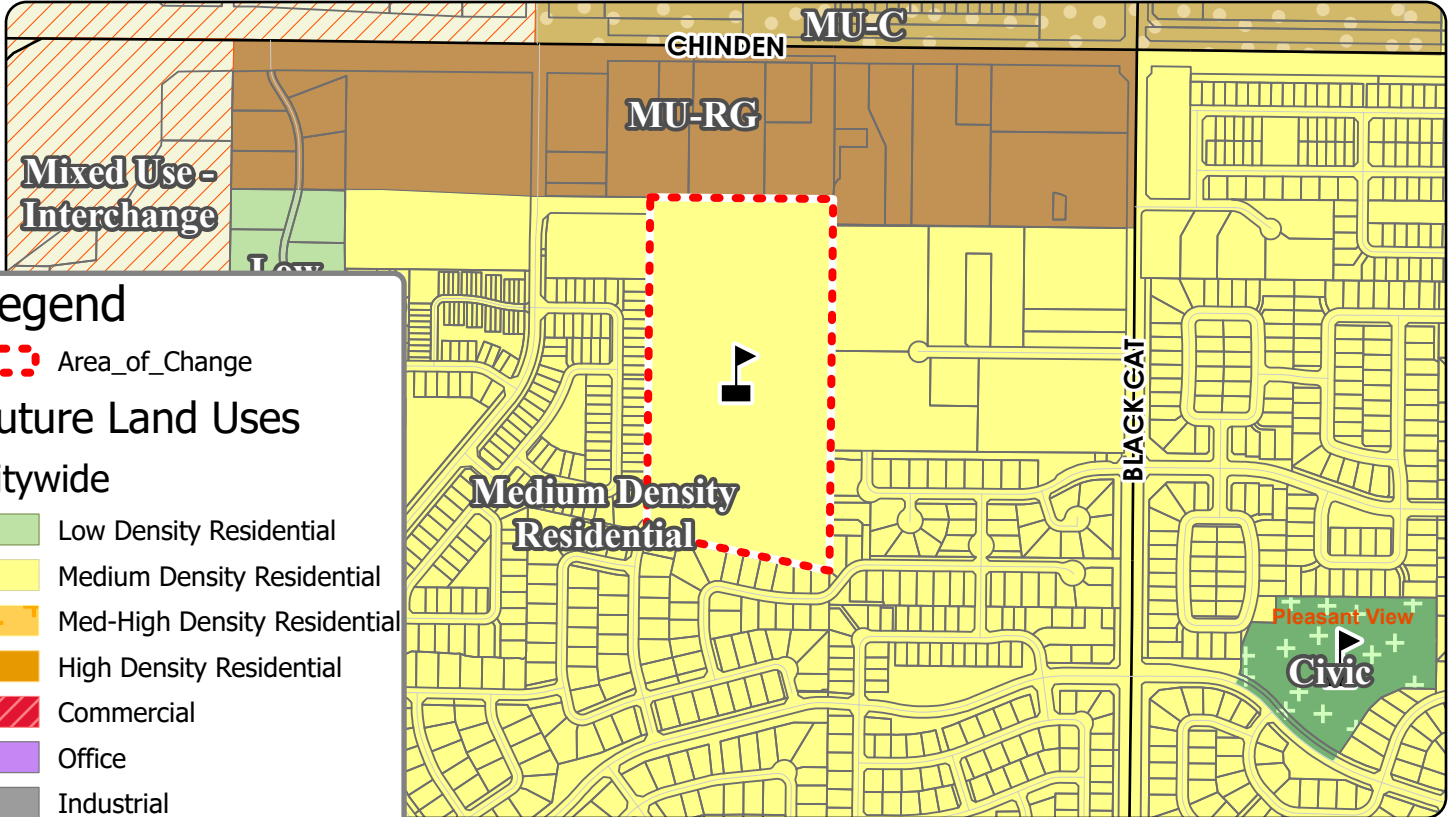 MU-C
CHINDEN
MU-RG
Mixed Use -
Interchange
Low
egend
Area_of_Change
uture Land Uses
itywide
Low Density Residential
Medium Density Residential
Med-High Density Residential
High Density Residential
Commercial
Office
Industrial
Medium Density
Residential
BLACK-CAT
Pleasant View
Civic